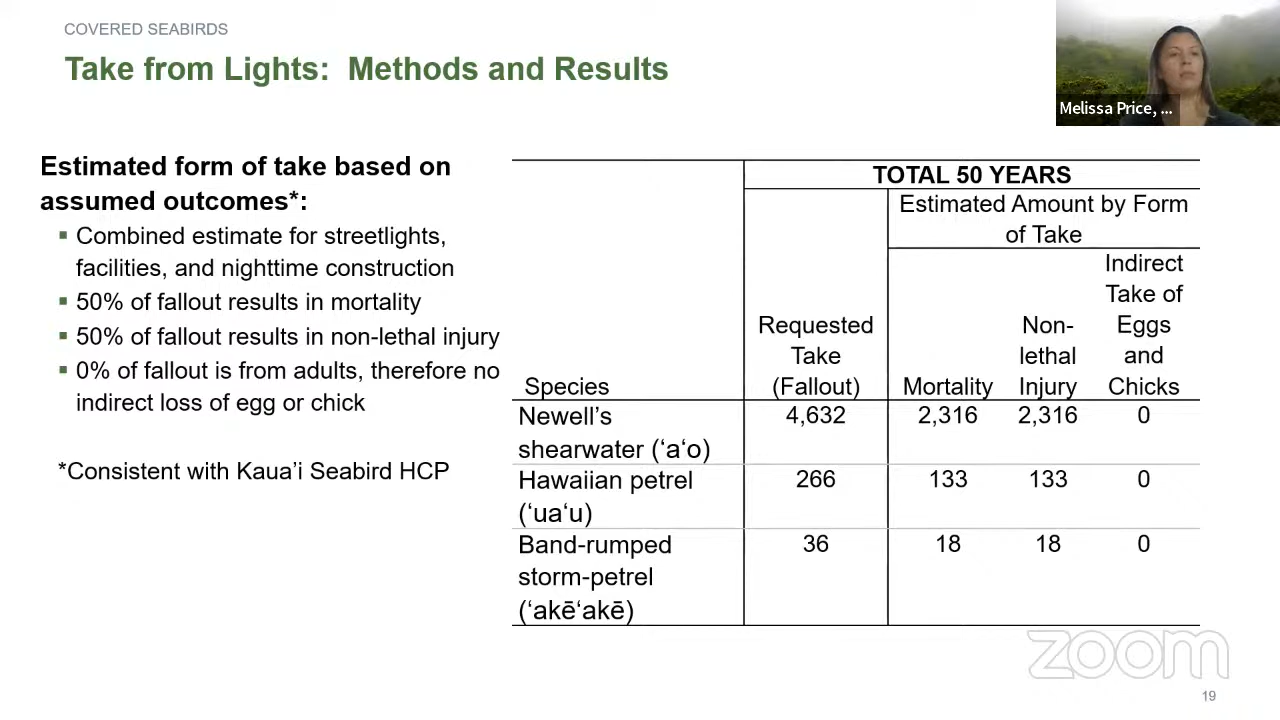 COVERED SEABIRDS
Take from Lights: Methods and Results
Melissa Price, ...
Estimated form of take based on
assumed outcomes*:
▪ Combined estimate for streetlights,
facilities, and nighttime construction
▪ 50% of fallout results in mortality
▪ 50% of fallout results in non-lethal injury
▪ 0% of fallout is from adults, therefore no
indirect loss of egg or chick
*Consistent with Kaua’i Seabird HCP
TOTAL 50 YEARS
Estimated Amount by Form
of Take
Species
Requested
Take
(Fallout)
Mortality
Non-
lethal
Injury
Indirect
Take of
Eggs
and
Chicks
Newell’s
shearwater (ʻaʻo)
4,632 2,316 2,316 0
Hawaiian petrel
(ʻuaʻu)
266 133 133 0
Band-rumped
storm-petrel
(ʻakēʻakē)
36 18 18 0
zoom
19